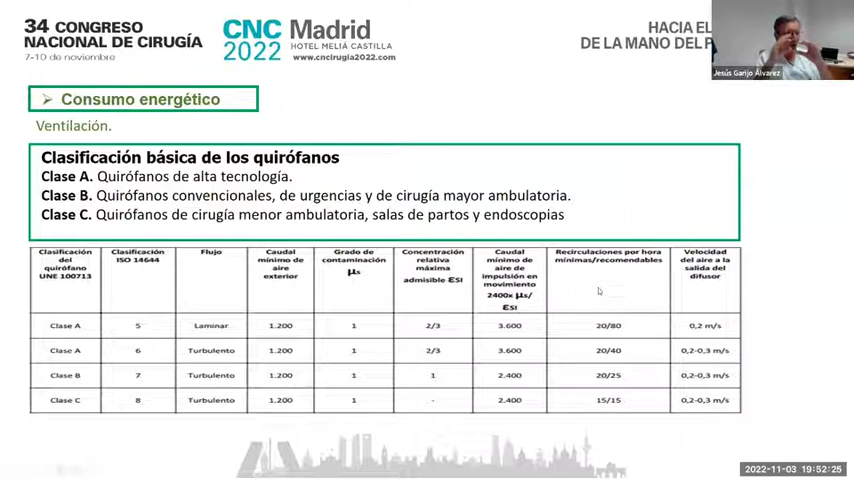 34 CONGRESO
NACIONAL DE CIRUGÍA
7-10 de noviembre
CNC
2022
Madrid
HOTEL MELIÁ CASTILLA
www.cncirugia2022.com
HACIA EL
DE LA MANO DEL P
Jesús Garijo Álvarez
➢ Consumo energético
Ventilación.
Clasificación básica de los quirófanos
Clase A. Quirófanos de alta tecnología.
Clase B. Quirófanos convencionales, de urgencias y de cirugía mayor ambulatoria.
Clase C. Quirófanos de cirugía menor ambulatoria, salas de partos y endoscopias
Clasificación del quirófano UNE 100713 | Clasificación ISO 14644 | Flujo | Caudal mínimo de aire exterior | Grado de contaminación µs | Concentración relativa máxima admisible ƐSI | Caudal mínimo de aire de impulsión en movimiento 2400x µs/ ƐSI | Recirculaciones por hora mínimas/recomendables | Velocidad del aire a la salida del difusor
Clase A | 5 | Laminar | 1.200 | 1 | 2/3 | 3.600 | 20/80 | 0,2 m/s
Clase A | 6 | Turbulento | 1.200 | 1 | 2/3 | 3.600 | 20/40 | 0,2-0,3 m/s
Clase B | 7 | Turbulento | 1.200 | 1 | 1 | 2.400 | 20/25 | 0,2-0,3 m/s
Clase C | 8 | Turbulento | 1.200 | 1 | - | 2.400 | 15/15 | 0,2-0,3 m/s
2022-11-03 19:52:25